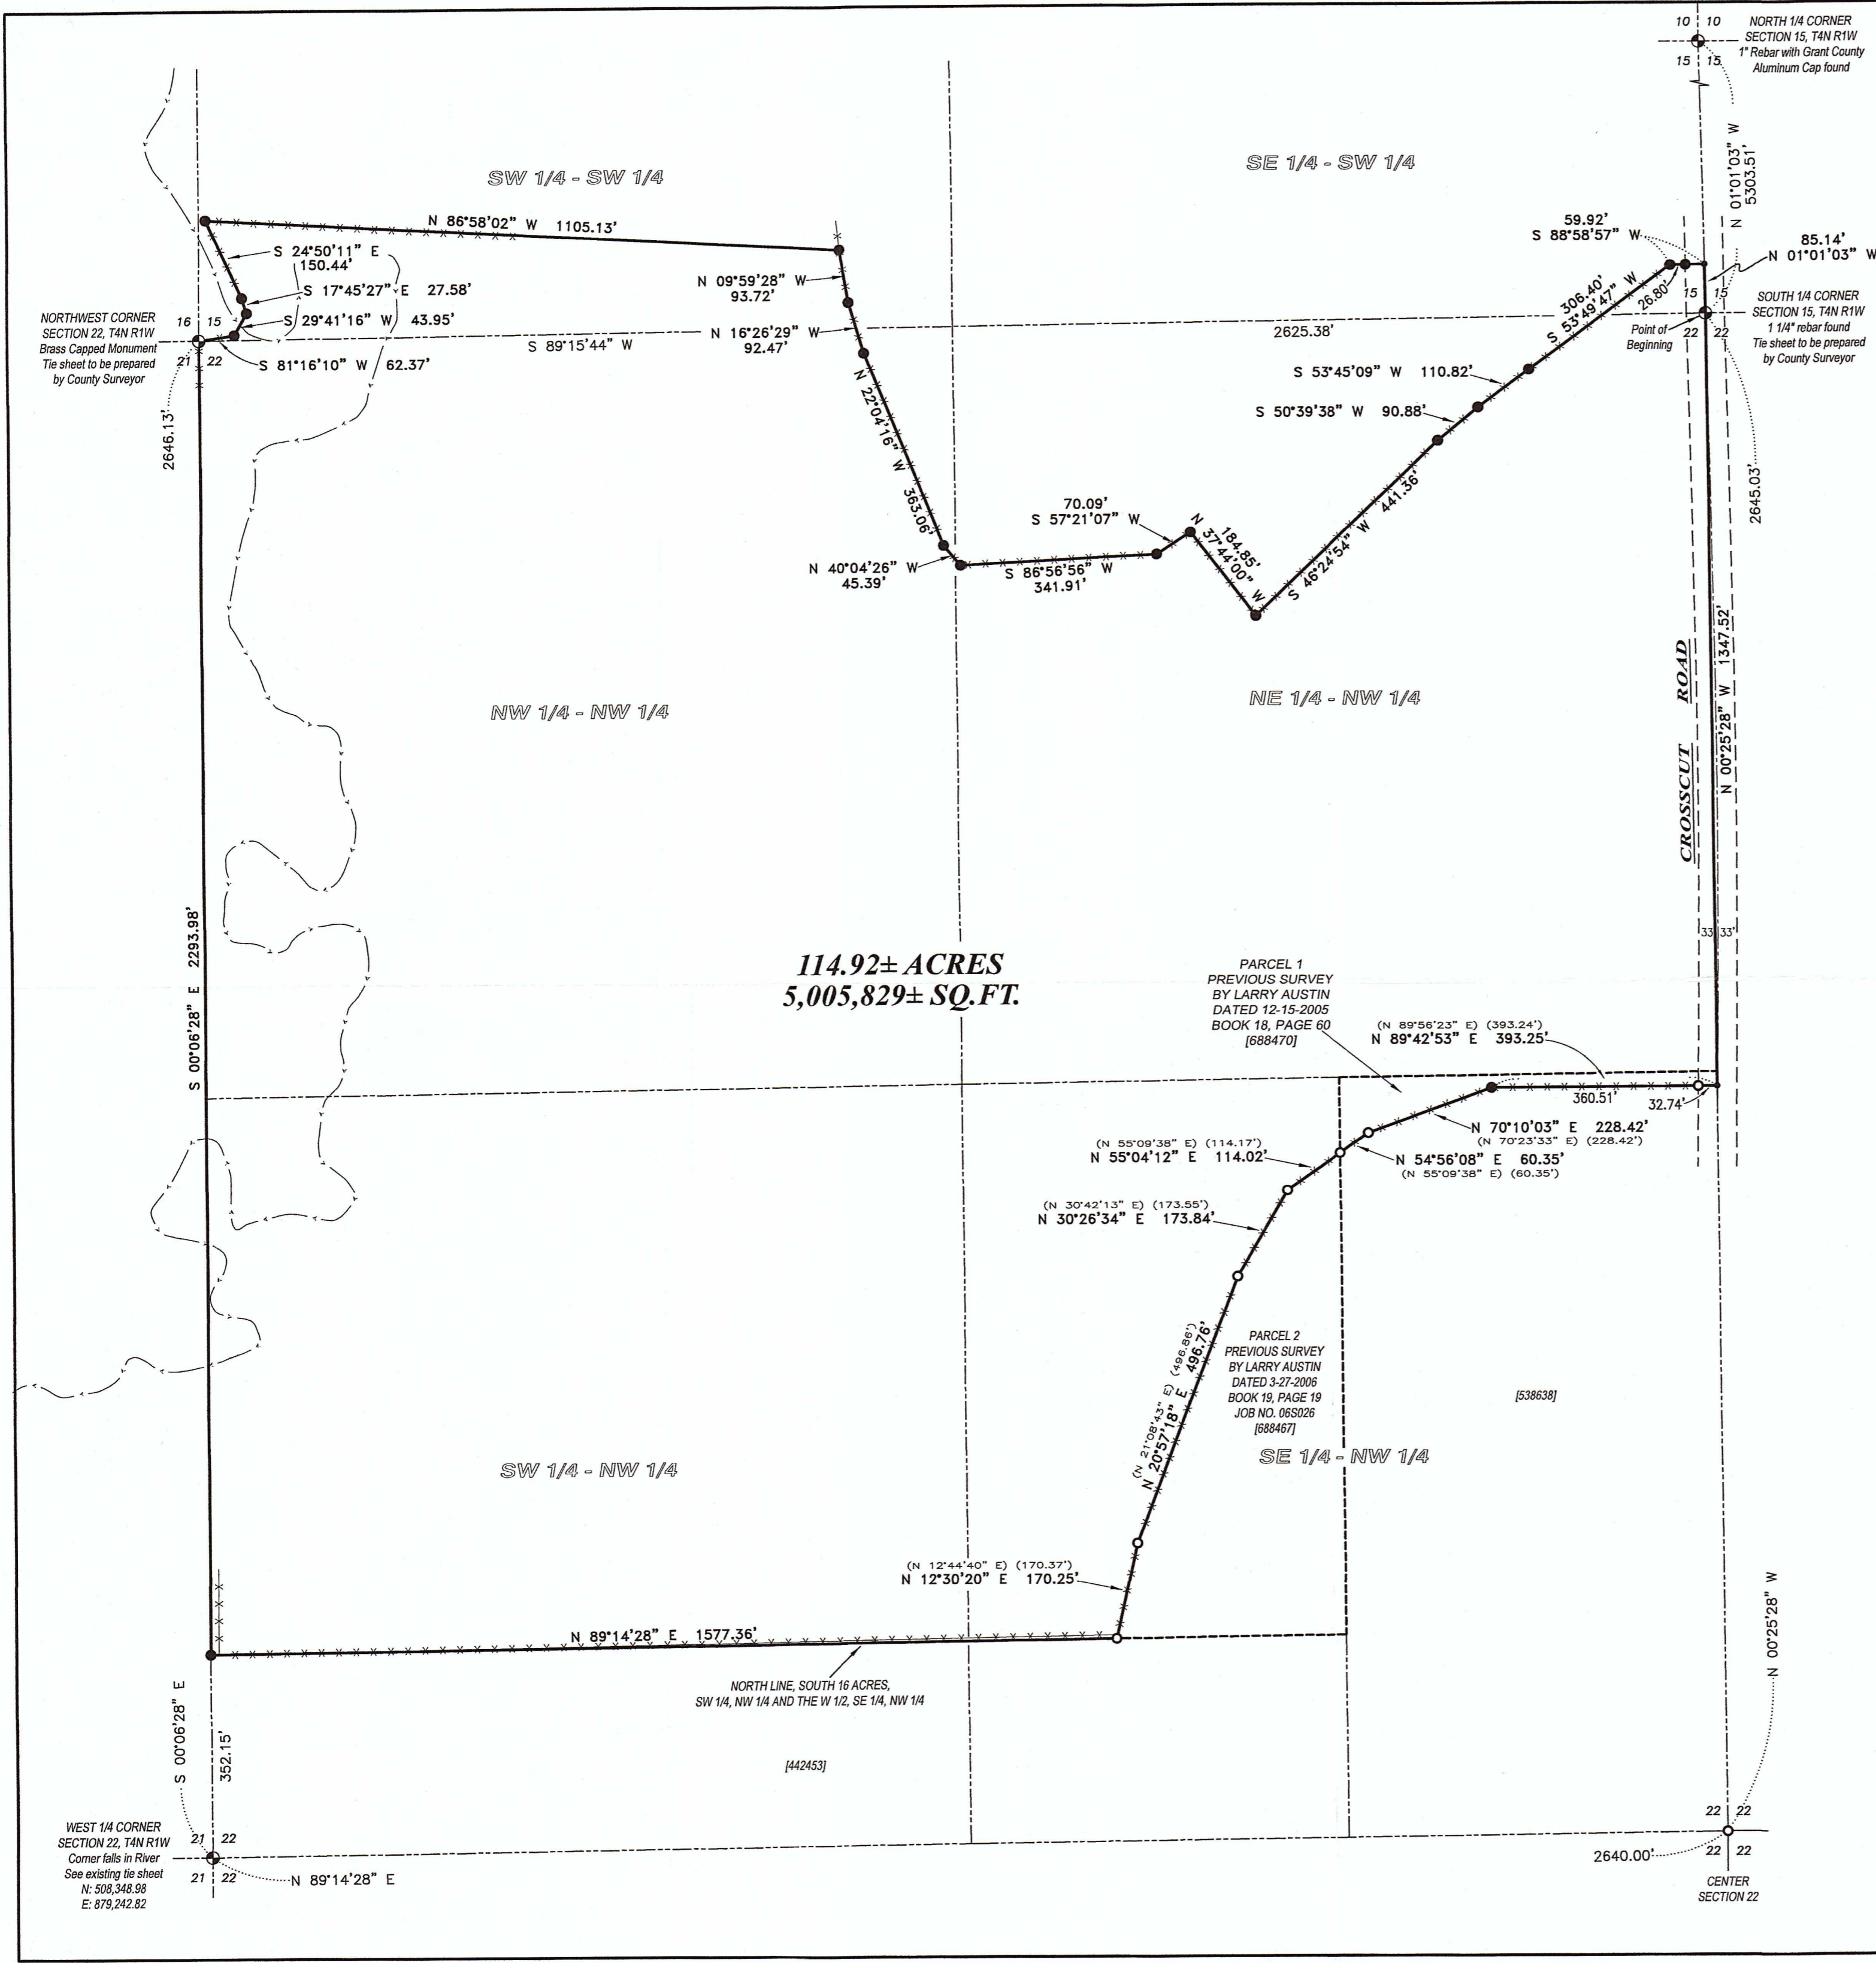 10 10
NORTH 1/4 CORNER
SECTION 15, T4N R1W
1" Rebar with Grant County
Aluminum Cap found
15 15
N 01°01'03" W
5303.51'
SW 1/4 - SW 1/4
SE 1/4 - SW 1/4
N 86°58'02" W 1105.13'
59.92'
S 88°58'57" W
85.14'
N 01°01'03" W
S 24°50'11" E
150.44'
S 17°45'27" E 27.58'
S 29°41'16" W 43.95'
S 81°16'10" W 62.37'
N 09°59'28" W
93.72'
N 16°26'29" W
92.47'
306.40'
S 53°49'47" W
26.80'
15 15
22 22
Point of
Beginning
SOUTH 1/4 CORNER
SECTION 15, T4N R1W
1 1/4" rebar found
Tie sheet to be prepared
by County Surveyor
NORTHWEST CORNER
SECTION 22, T4N R1W
Brass Capped Monument
Tie sheet to be prepared
by County Surveyor
16 15
21 22
S 89°15'44" W
2625.38'
2646.13'
N 22°04'16" W 363.06'
S 53°45'09" W 110.82'
S 50°39'38" W 90.88'
S 46°24'54" W 441.36'
2645.03'
70.09'
S 57°21'07" W
184.85'
N 37°44'00" W
N 40°04'26" W
45.39'
S 86°56'56" W
341.91'
NW 1/4 - NW 1/4
NE 1/4 - NW 1/4
CROSSCUT ROAD
N 00°25'28" W 1347.52'
33' 33'
S 00°06'28" E 2293.98'
114.92± ACRES
5,005,829± SQ.FT.
PARCEL 1
PREVIOUS SURVEY
BY LARRY AUSTIN
DATED 12-15-2005
BOOK 18, PAGE 60
[688470]
(N 89°56'23" E) (393.24')
N 89°42'53" E 393.25'
360.51'
32.74'
N 70°10'03" E 228.42'
(N 70°23'33" E) (228.42')
N 54°56'08" E 60.35'
(N 55°09'38" E) (60.35')
(N 55°09'38" E) (114.17')
N 55°04'12" E 114.02'
(N 30°42'13" E) (173.55')
N 30°26'34" E 173.84'
(N 21°08'43" E) (496.86')
N 20°57'18" E 496.76'
PARCEL 2
PREVIOUS SURVEY
BY LARRY AUSTIN
DATED 3-27-2006
BOOK 19, PAGE 19
JOB NO. 06S026
[688467]
[538638]
SW 1/4 - NW 1/4
SE 1/4 - NW 1/4
(N 12°44'40" E) (170.37')
N 12°30'20" E 170.25'
N 89°14'28" E 1577.36'
NORTH LINE, SOUTH 16 ACRES,
SW 1/4, NW 1/4 AND THE W 1/2, SE 1/4, NW 1/4
S 00°06'28" E
352.15'
[442453]
N 00°25'28" W
WEST 1/4 CORNER
SECTION 22, T4N R1W
Corner falls in River
See existing tie sheet
N: 508,348.98
E: 879,242.82
21 22
21 22
N 89°14'28" E
2640.00'
22 22
22 22
CENTER
SECTION 22